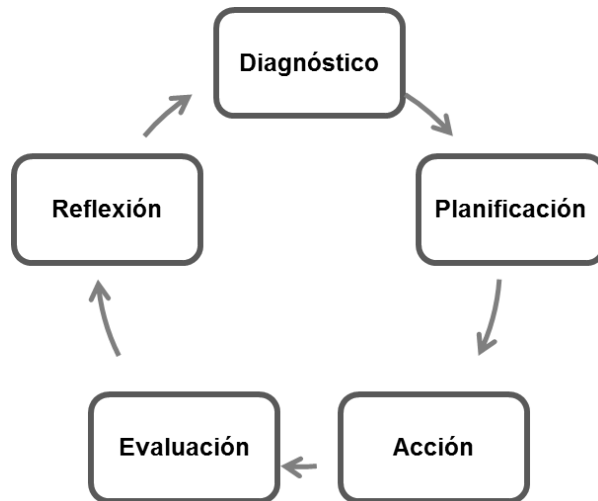 Diagnóstico
Planificación
Acción
Evaluación
Reflexión